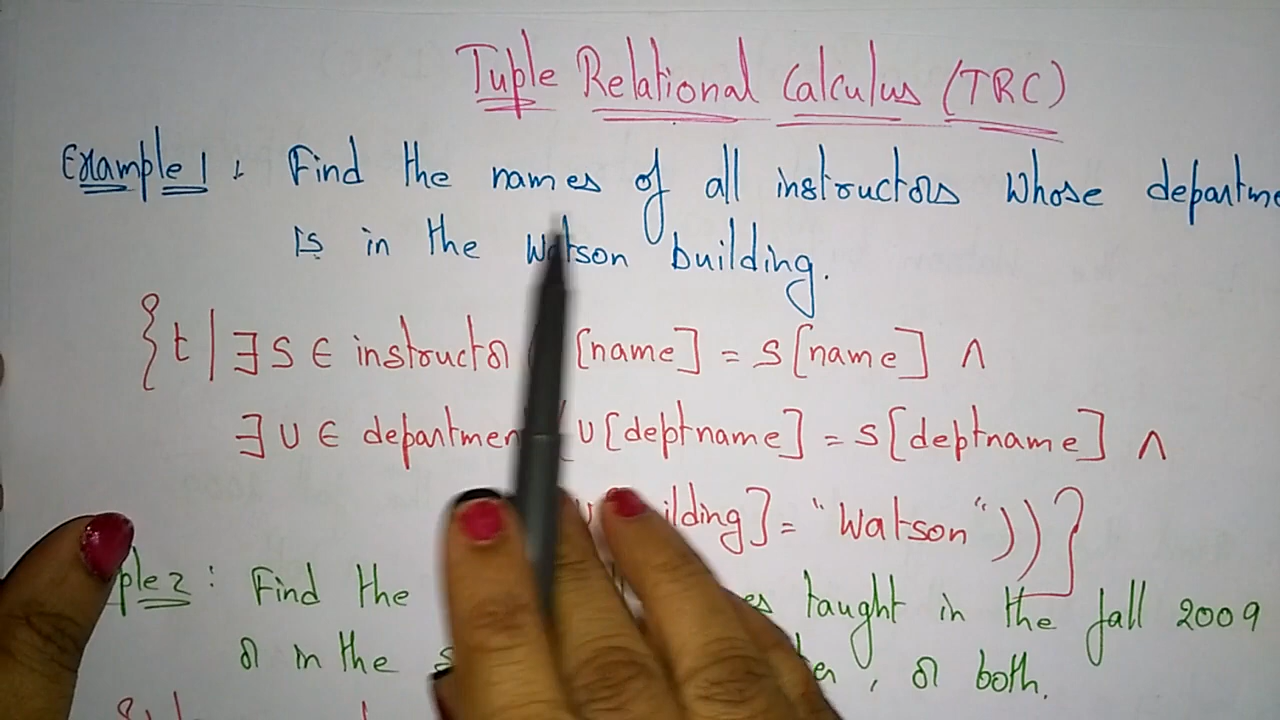 Tuple Relational Calculus (TRC)
Example 1 : Find the names of all instructors whose departme
is in the Watson building.
{t | ∃ s ∈ instructor [name] = s[name] ∧
∃ u ∈ department (u[deptname] = s[deptname] ∧
ilding] = "Watson"))}
ple 2 : Find the taught in the fall 2009
or in the s , or both.